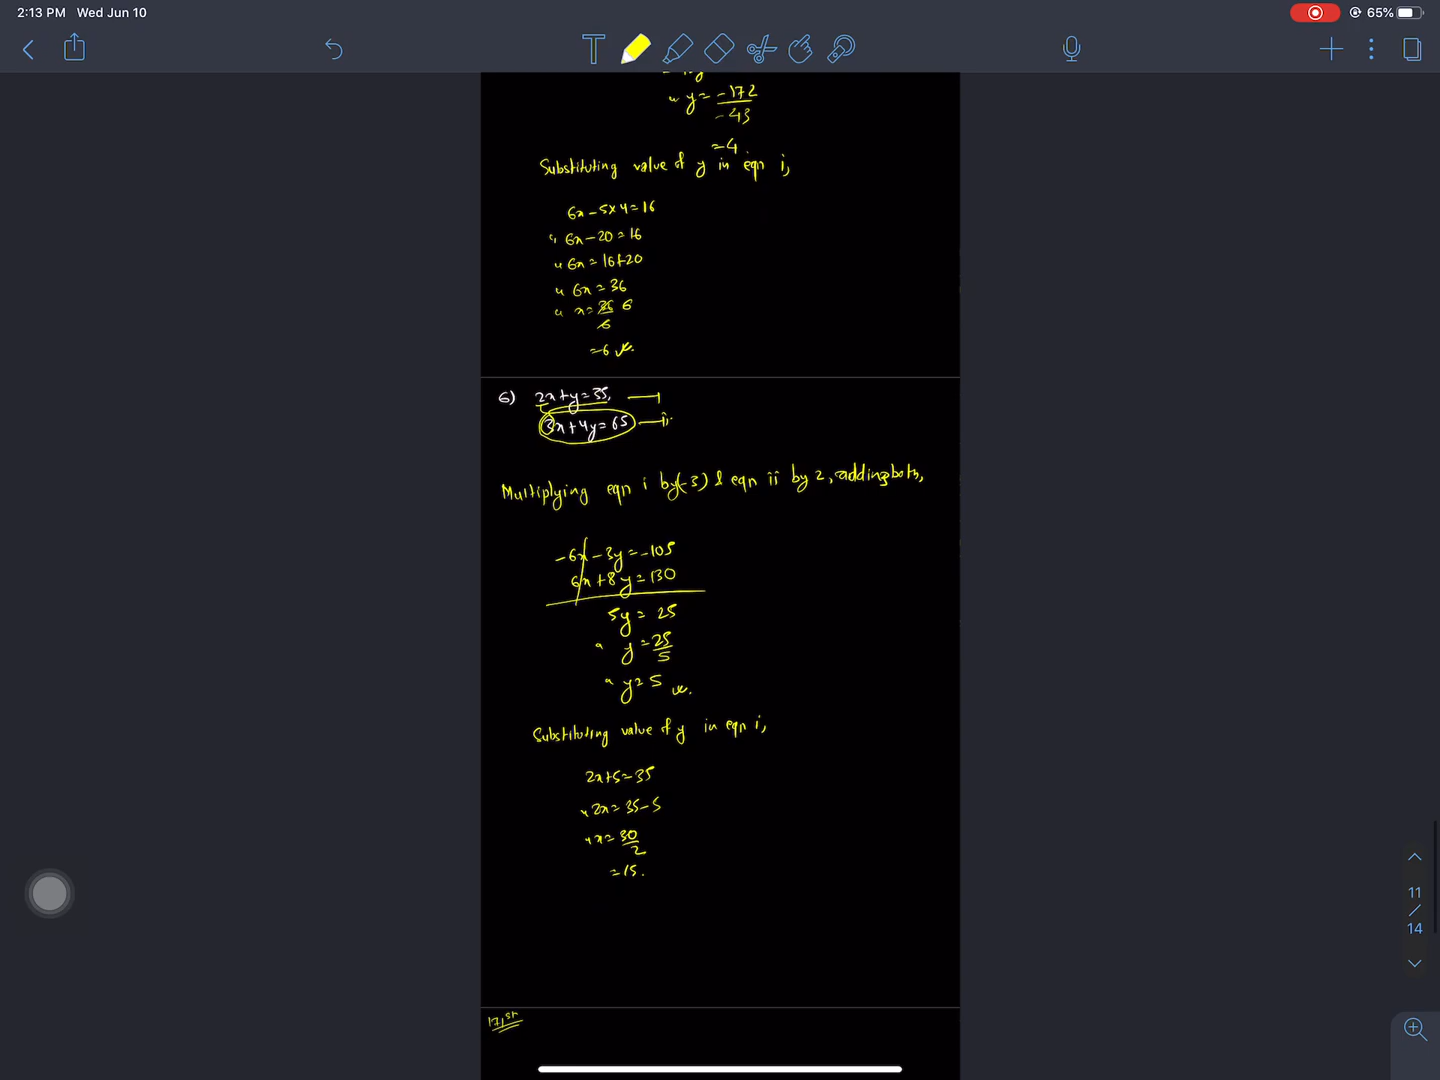 2:13 PM Wed Jun 10
65%
T
y = -172
-43
=4
Substituting value of y in eqn i,
6x - 5×4 = 16
6x - 20 = 16
6x = 16+20
6x = 36
x = 36 6
6
=6
6) 2x+y=35, — i
3x+4y=65 — ii
Multiplying eqn i by(-3) & eqn ii by 2, adding both,
-6x - 3y = -105
6x + 8y = 130
5y = 25
y = 25
5
y = 5
Substituting value of y in eqn i,
2x+5=35
2x = 35-5
x = 30
2
=15.
11
/
14